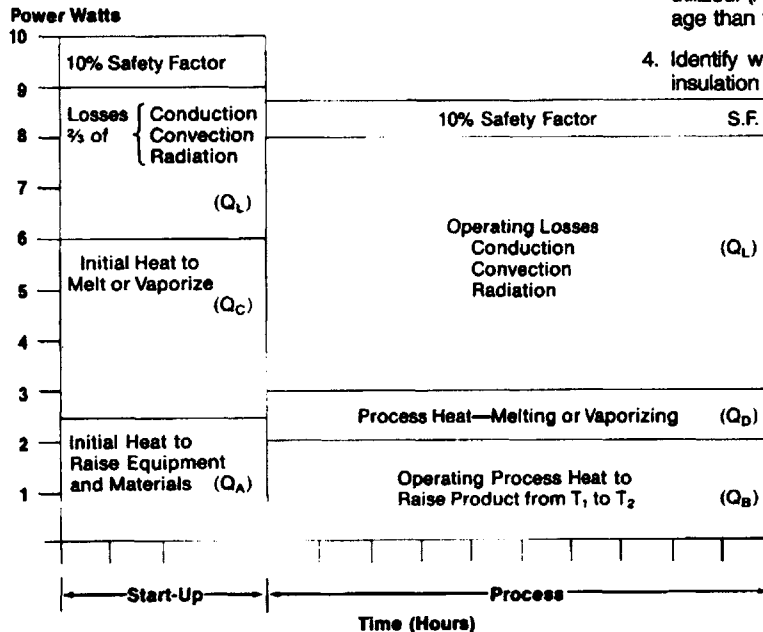 Power Watts
10
9
8
7
6
5
4
3
2
1
10% Safety Factor
Losses
⅔ of
{ Conduction
Convection
Radiation
(Q_L)
Initial Heat to
Melt or Vaporize
(Q_C)
Initial Heat to
Raise Equipment
and Materials (Q_A)
age than
4. Identify w
insulation
10% Safety Factor S.F.
Operating Losses
Conduction
Convection
Radiation
(Q_L)
Process Heat—Melting or Vaporizing (Q_D)
Operating Process Heat to
Raise Product from T₁ to T₂ (Q_B)
Start-Up
Process
Time (Hours)